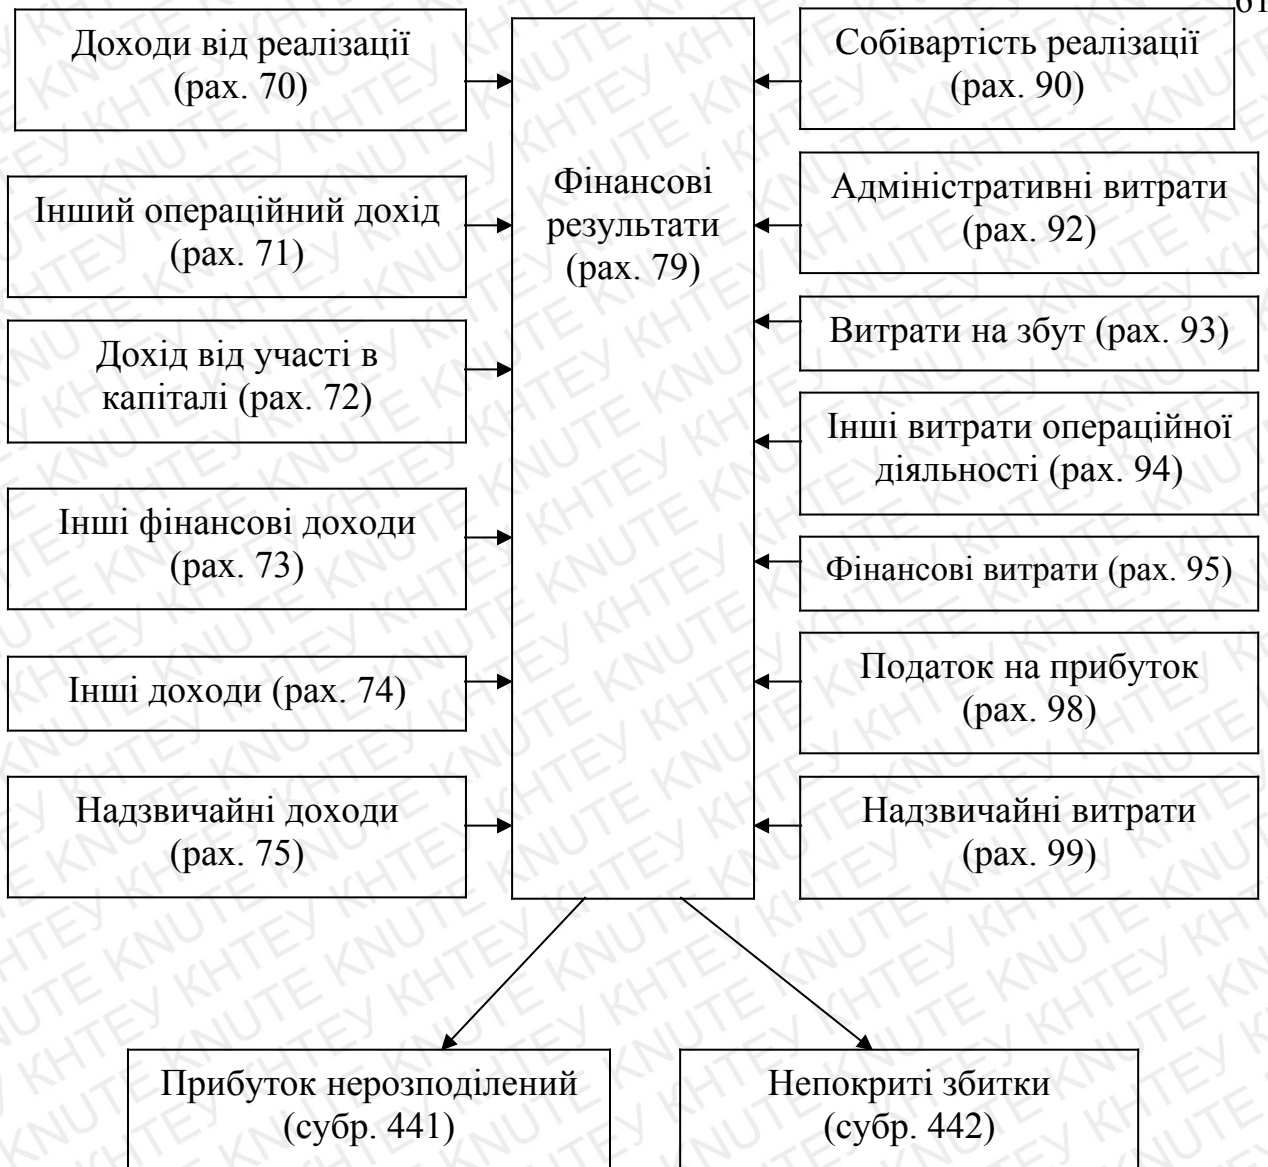 61
Доходи від реалізації
(рах. 70)
Інший операційний дохід
(рах. 71)
Дохід від участі в
капіталі (рах. 72)
Інші фінансові доходи
(рах. 73)
Інші доходи (рах. 74)
Надзвичайні доходи
(рах. 75)
Фінансові
результати
(рах. 79)
Собівартість реалізації
(рах. 90)
Адміністративні витрати
(рах. 92)
Витрати на збут (рах. 93)
Інші витрати операційної
діяльності (рах. 94)
Фінансові витрати (рах. 95)
Податок на прибуток
(рах. 98)
Надзвичайні витрати
(рах. 99)
Прибуток нерозподілений
(субр. 441)
Непокриті збитки
(субр. 442)